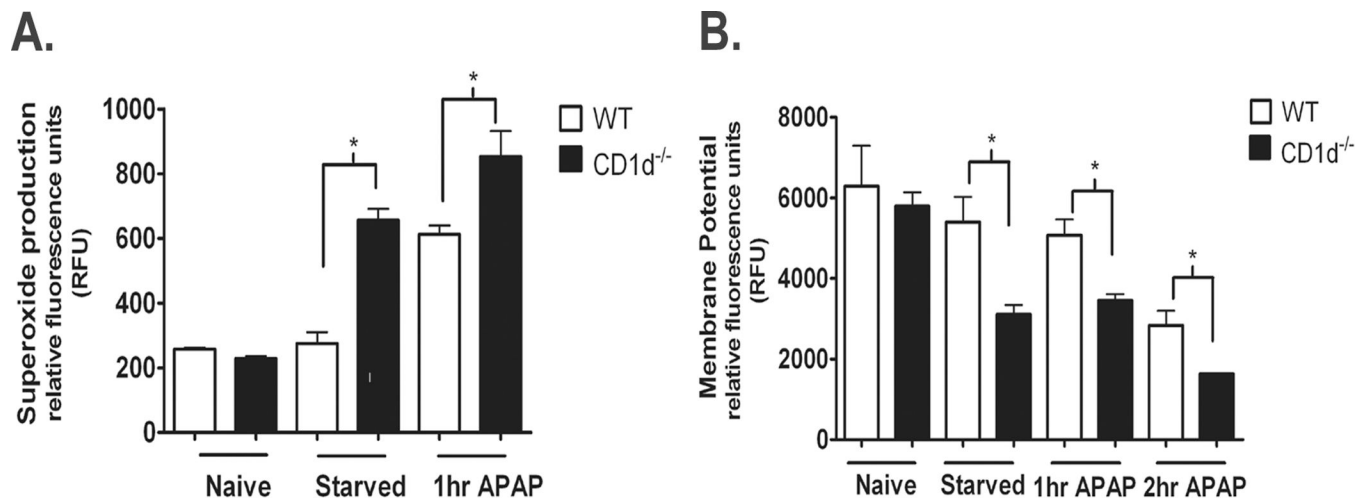 A.
Superoxide production
relative fluorescence units
(RFU)
1000
800
600
400
200
0
*
*
WT
CD1d-/-
Naive
Starved
1hr APAP
B.
Membrane Potential
relative fluorescence units
(RFU)
8000
6000
4000
2000
0
*
*
*
WT
CD1d-/-
Naive
Starved
1hr APAP
2hr APAP